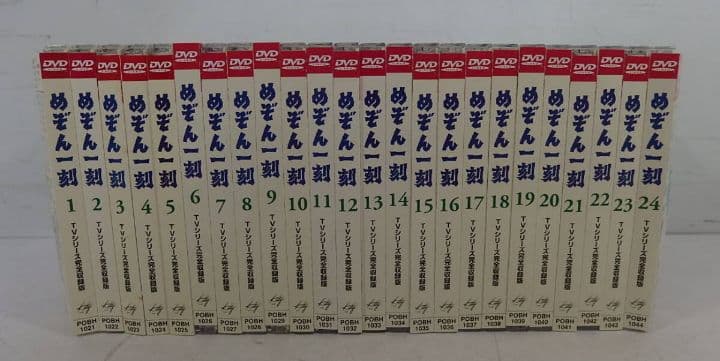 DVD
めぞん一刻
1
TVシリーズ完全収録版
POBH
1021
DVD
めぞん一刻
2
TVシリーズ完全収録版
POBH
1022
DVD
めぞん一刻
3
TVシリーズ完全収録版
POBH
1023
DVD
めぞん一刻
4
TVシリーズ完全収録版
POBH
1024
DVD
めぞん一刻
5
TVシリーズ完全収録版
POBH
1025
DVD
めぞん一刻
6
TVシリーズ完全収録版
POBH
1026
DVD
めぞん一刻
7
TVシリーズ完全収録版
POBH
1027
DVD
めぞん一刻
8
TVシリーズ完全収録版
POBH
1028
DVD
めぞん一刻
9
TVシリーズ完全収録版
POBH
1029
DVD
めぞん一刻
10
TVシリーズ完全収録版
POBH
1030
DVD
めぞん一刻
11
TVシリーズ完全収録版
POBH
1031
DVD
めぞん一刻
12
TVシリーズ完全収録版
POBH
1032
DVD
めぞん一刻
13
TVシリーズ完全収録版
POBH
1033
DVD
めぞん一刻
14
TVシリーズ完全収録版
POBH
1034
DVD
めぞん一刻
15
TVシリーズ完全収録版
POBH
1035
DVD
めぞん一刻
16
TVシリーズ完全収録版
POBH
1036
DVD
めぞん一刻
17
TVシリーズ完全収録版
POBH
1037
DVD
めぞん一刻
18
TVシリーズ完全収録版
POBH
1038
DVD
めぞん一刻
19
TVシリーズ完全収録版
POBH
1039
DVD
めぞん一刻
20
TVシリーズ完全収録版
POBH
1040
DVD
めぞん一刻
21
TVシリーズ完全収録版
POBH
1041
DVD
めぞん一刻
22
TVシリーズ完全収録版
POBH
1042
DVD
めぞん一刻
23
TVシリーズ完全収録版
POBH
1043
DVD
めぞん一刻
24
TVシリーズ完全収録版
POBH
1044